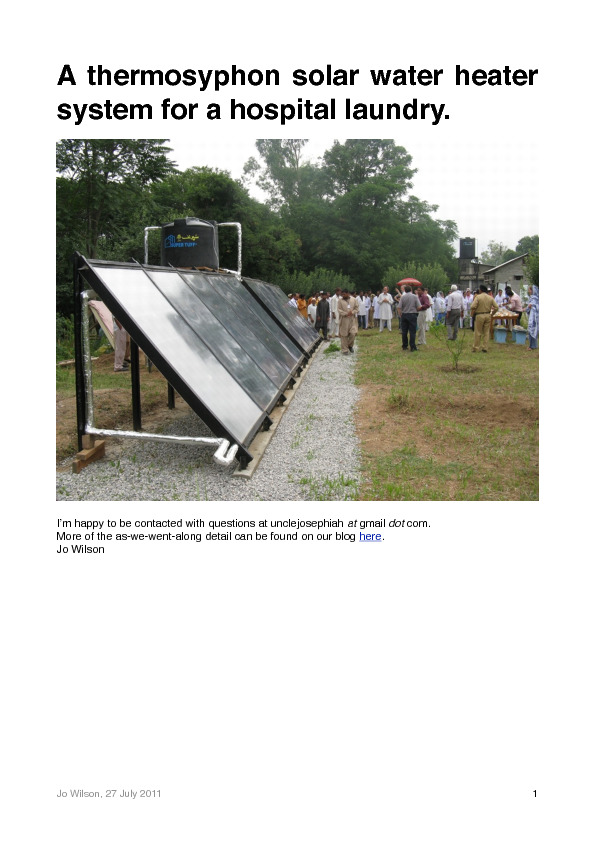 A thermosyphon solar water heater
system for a hospital laundry.
I'm happy to be contacted with questions at unclejosephiah at gmail dot com.
More of the as-we-went-along detail can be found on our blog here.
Jo Wilson
Jo Wilson, 27 July 2011
1